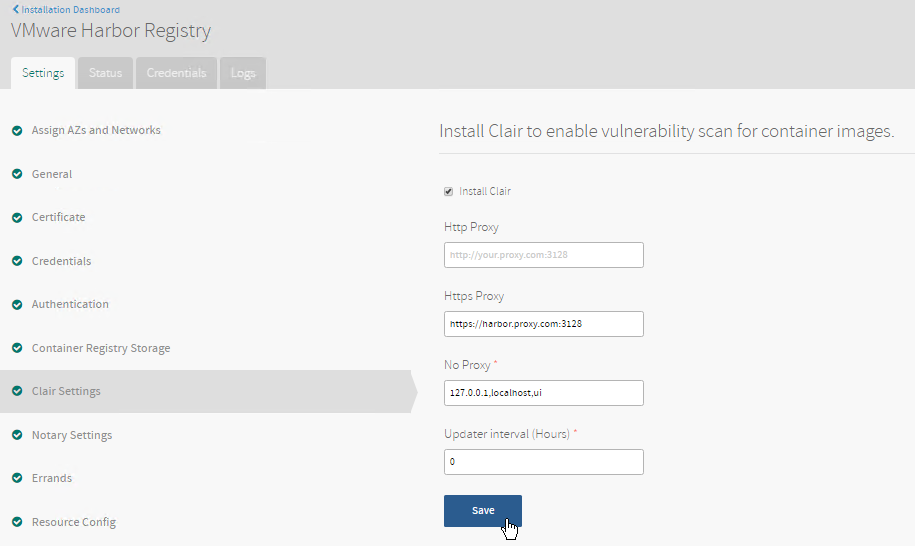 Installation Dashboard
VMware Harbor Registry
Settings Status Credentials Logs
Assign AZs and Networks
General
Certificate
Credentials
Authentication
Container Registry Storage
Clair Settings
Notary Settings
Errands
Resource Config
Install Clair to enable vulnerability scan for container images.
Install Clair
Http Proxy
http://your.proxy.com:3128
Https Proxy
https://harbor.proxy.com:3128
No Proxy *
127.0.0.1,localhost,ui
Updater interval (Hours) *
0
Save